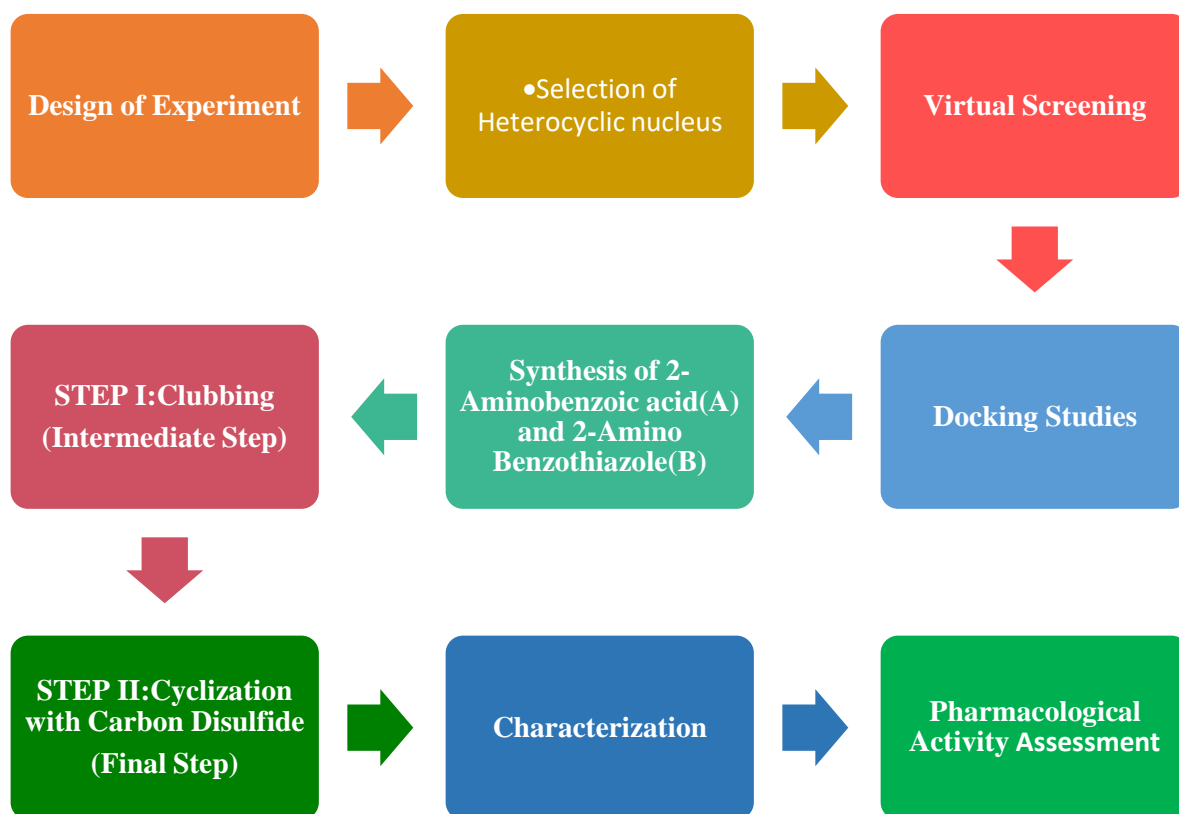 Design of Experiment
•Selection of
Heterocyclic nucleus
Virtual Screening
Docking Studies
Synthesis of 2-
Aminobenzoic acid(A)
and 2-Amino
Benzothiazole(B)
STEP I:Clubbing
(Intermediate Step)
STEP II:Cyclization
with Carbon Disulfide
(Final Step)
Characterization
Pharmacological
Activity Assessment